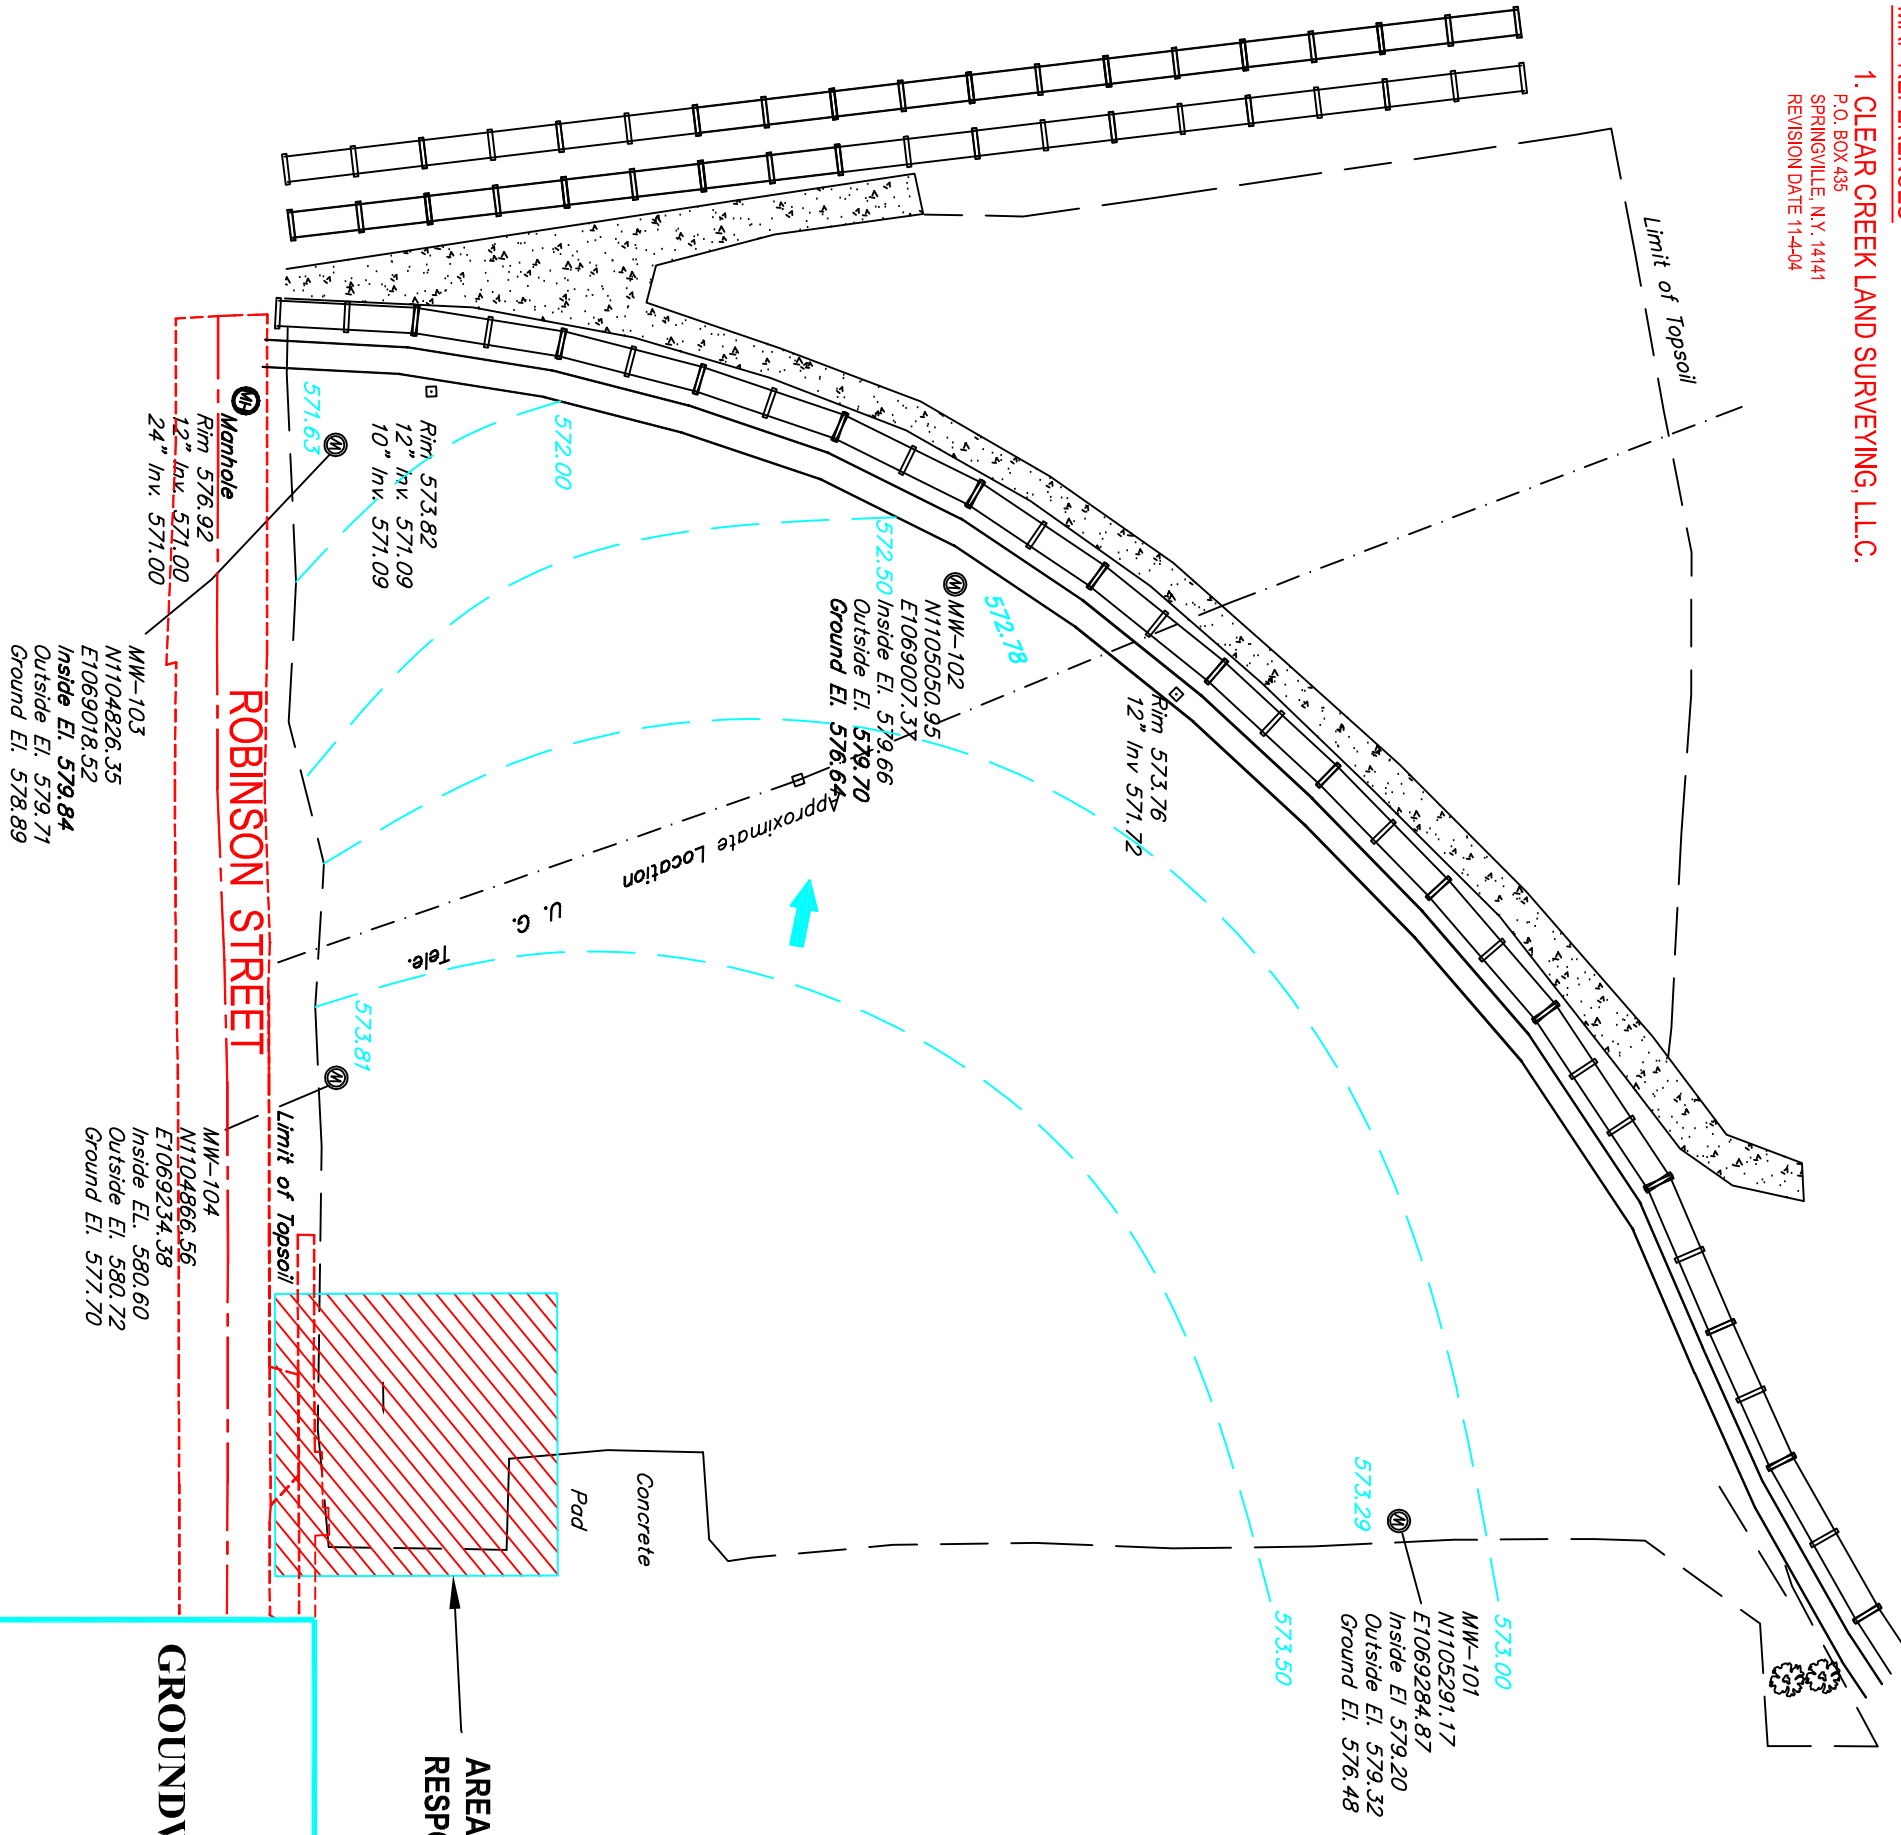 1. CLEAR CREEK LAND SURVEYING, L.L.C.
P.O. BOX 435
SPRINGVILLE, N.Y. 14141
REVISION DATE 11-4-04
Limit of Topsoil
572.78
MW-102
N1105050.95
E1069007.37
Inside El. 579.66
Outside El. 579.70
Ground El. 576.64
572.50
Rim 573.76
12" Inv 571.72
572.00
Rim 573.82
12" Inv. 571.09
10" Inv. 571.09
571.63
MH
Manhole
Rim 576.92
12" Inv. 571.00
24" Inv. 571.00
M
M
M
M
MW-103
N1104826.35
E1069018.52
Inside El. 579.84
Outside El. 579.71
Ground El. 578.89
ROBINSON STREET
Approximate Location
U. G.
Tele.
573.81
MW-104
N1104866.56
E1069234.38
Inside EL. 580.60
Outside El. 580.72
Ground El. 577.70
Limit of Topsoil
Concrete
Pad
573.29
573.00
MW-101
N1105291.17
E1069284.87
Inside El 579.20
Outside El. 579.32
Ground El. 576.48
573.50
AREA